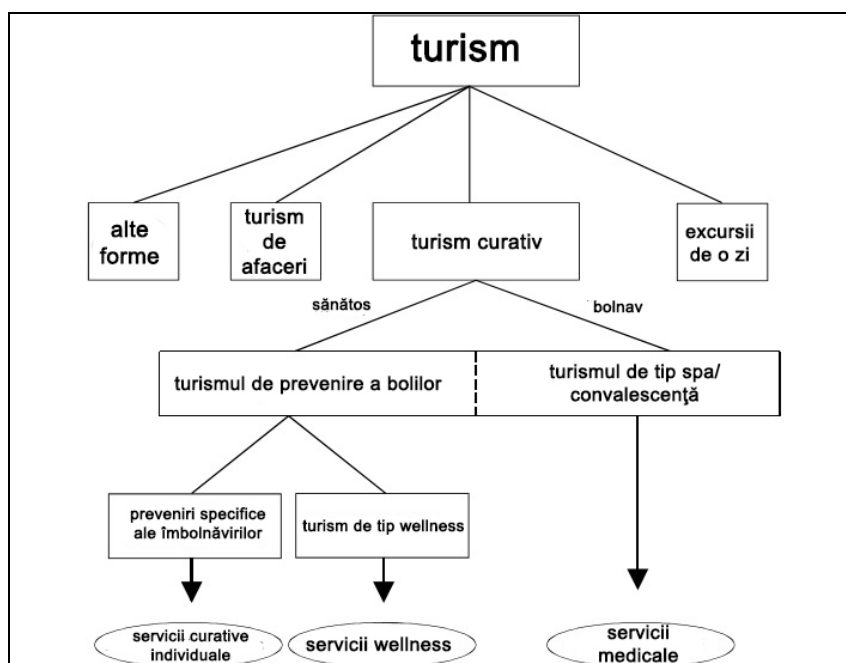 turism
alte
forme
turism
de
afaceri
turism curativ
excursii
de o zi
sănătos
bolnav
turismul de prevenire a bolilor
turismul de tip spa/
convalescenţă
preveniri specifice
ale îmbolnăvirilor
turism de tip wellness
servicii curative
individuale
servicii wellness
servicii
medicale